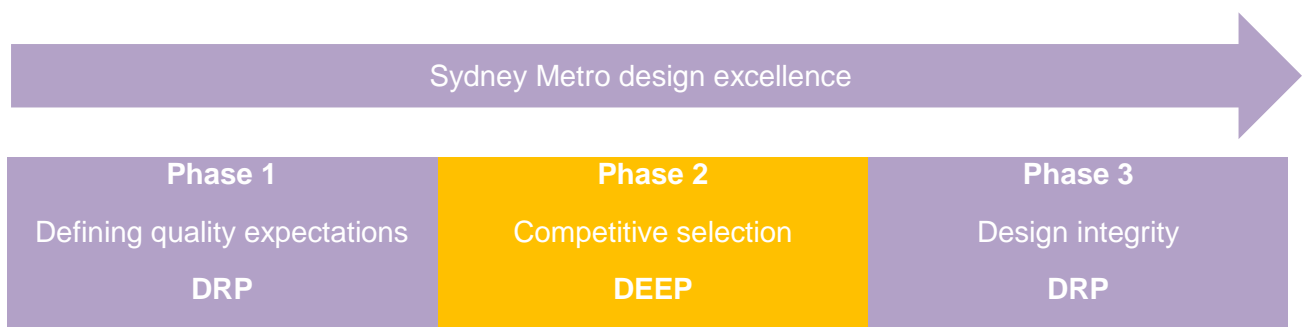 Sydney Metro design excellence
Phase 1
Defining quality expectations
DRP
Phase 2
Competitive selection
DEEP
Phase 3
Design integrity
DRP